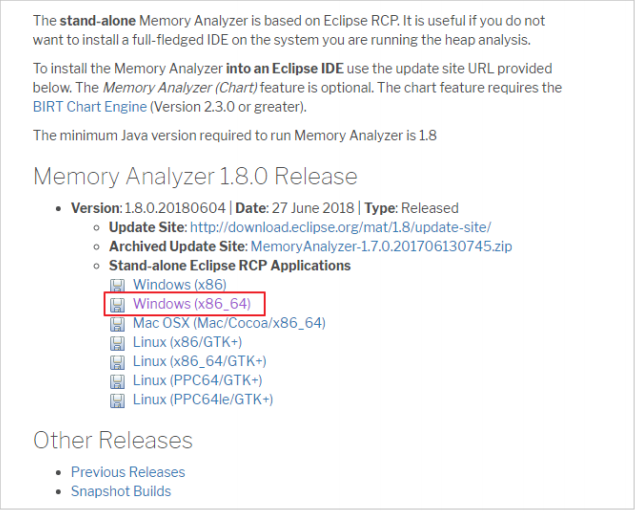 The stand-alone Memory Analyzer is based on Eclipse RCP. It is useful if you do not
want to install a full-fledged IDE on the system you are running the heap analysis.
To install the Memory Analyzer into an Eclipse IDE use the update site URL provided
below. The Memory Analyzer (Chart) feature is optional. The chart feature requires the
BIRT Chart Engine (Version 2.3.0 or greater).
The minimum Java version required to run Memory Analyzer is 1.8
Memory Analyzer 1.8.0 Release
• Version: 1.8.0.20180604 | Date: 27 June 2018 | Type: Released
Update Site: http://download.eclipse.org/mat/1.8/update-site/
Archived Update Site: MemoryAnalyzer-1.7.0.201706130745.zip
Stand-alone Eclipse RCP Applications
Windows (x86)
Windows (x86_64)
Mac OSX (Mac/Cocoa/x86_64)
Linux (x86/GTK+)
Linux (x86_64/GTK+)
Linux (PPC64/GTK+)
Linux (PPC64le/GTK+)
Other Releases
• Previous Releases
• Snapshot Builds